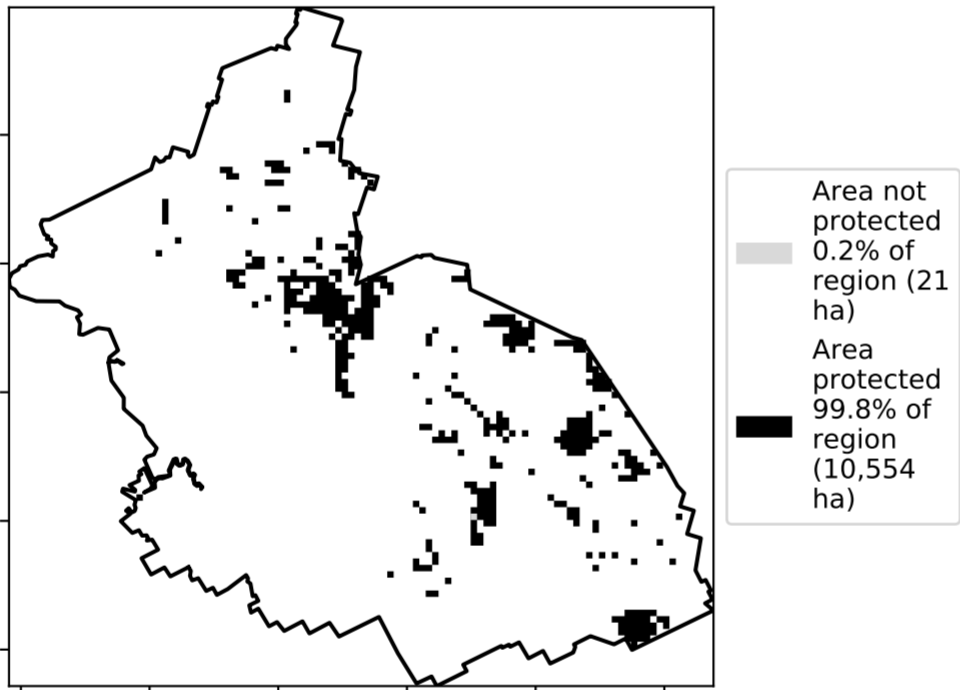 Area not
protected
0.2% of
region (21
ha)
Area
protected
99.8% of
region
(10,554
ha)